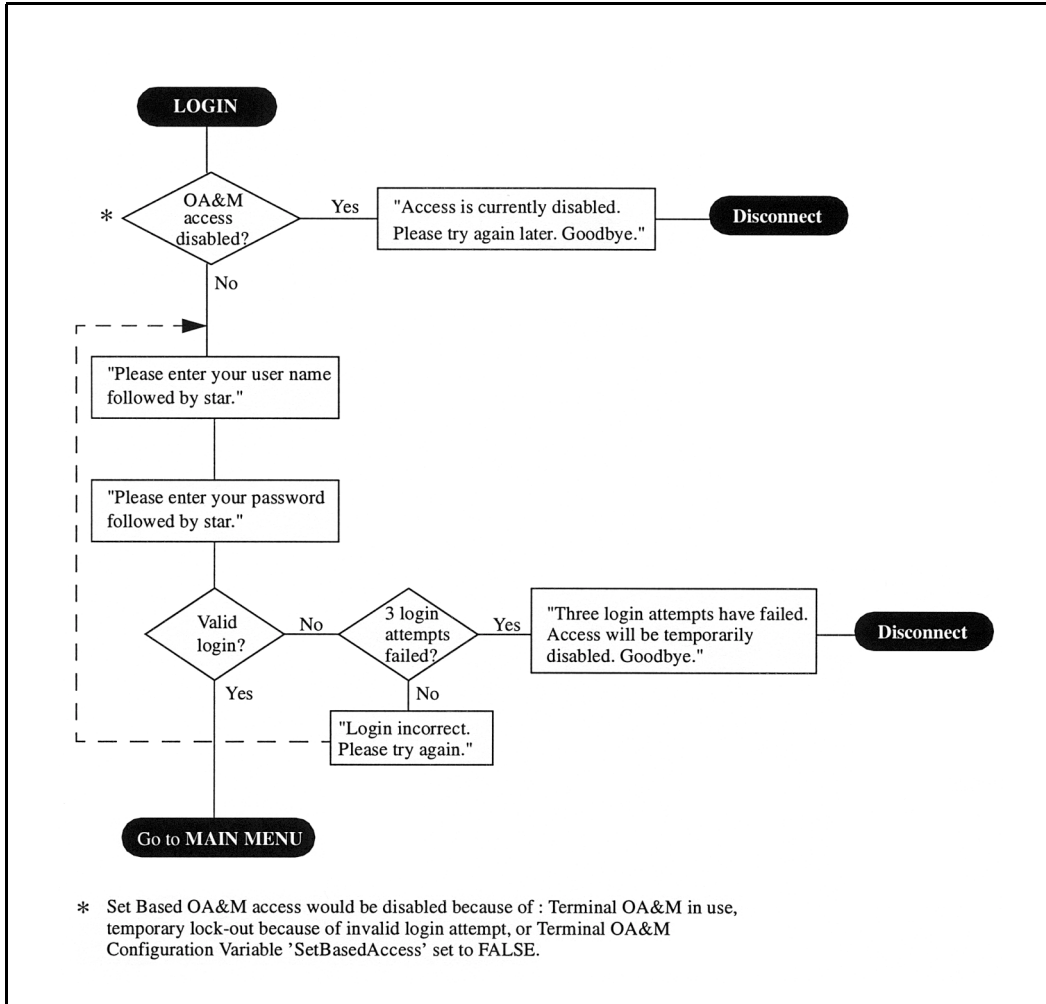 LOGIN
OA&M
access
disabled?
*
Yes
"Access is currently disabled.
Please try again later. Goodbye."
Disconnect
No
"Please enter your user name
followed by star."
"Please enter your password
followed by star."
Valid
login?
No
3 login
attempts
failed?
Yes
"Three login attempts have failed.
Access will be temporarily
disabled. Goodbye."
Disconnect
Yes
No
"Login incorrect.
Please try again."
Go to MAIN MENU
* Set Based OA&M access would be disabled because of : Terminal OA&M in use,
temporary lock-out because of invalid login attempt, or Terminal OA&M
Configuration Variable 'SetBasedAccess' set to FALSE.